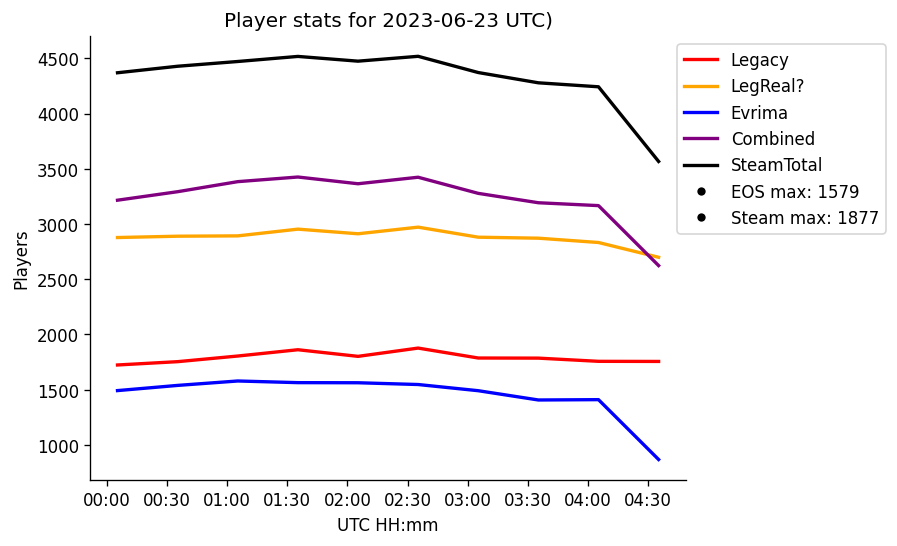 Player stats for 2023-06-23 UTC)
4500
4000
3500
3000
2500
2000
1500
1000
Players
00:00 00:30 01:00 01:30 02:00 02:30 03:00 03:30 04:00 04:30
UTC HH:mm
Legacy
LegReal?
Evrima
Combined
SteamTotal
EOS max: 1579
Steam max: 1877